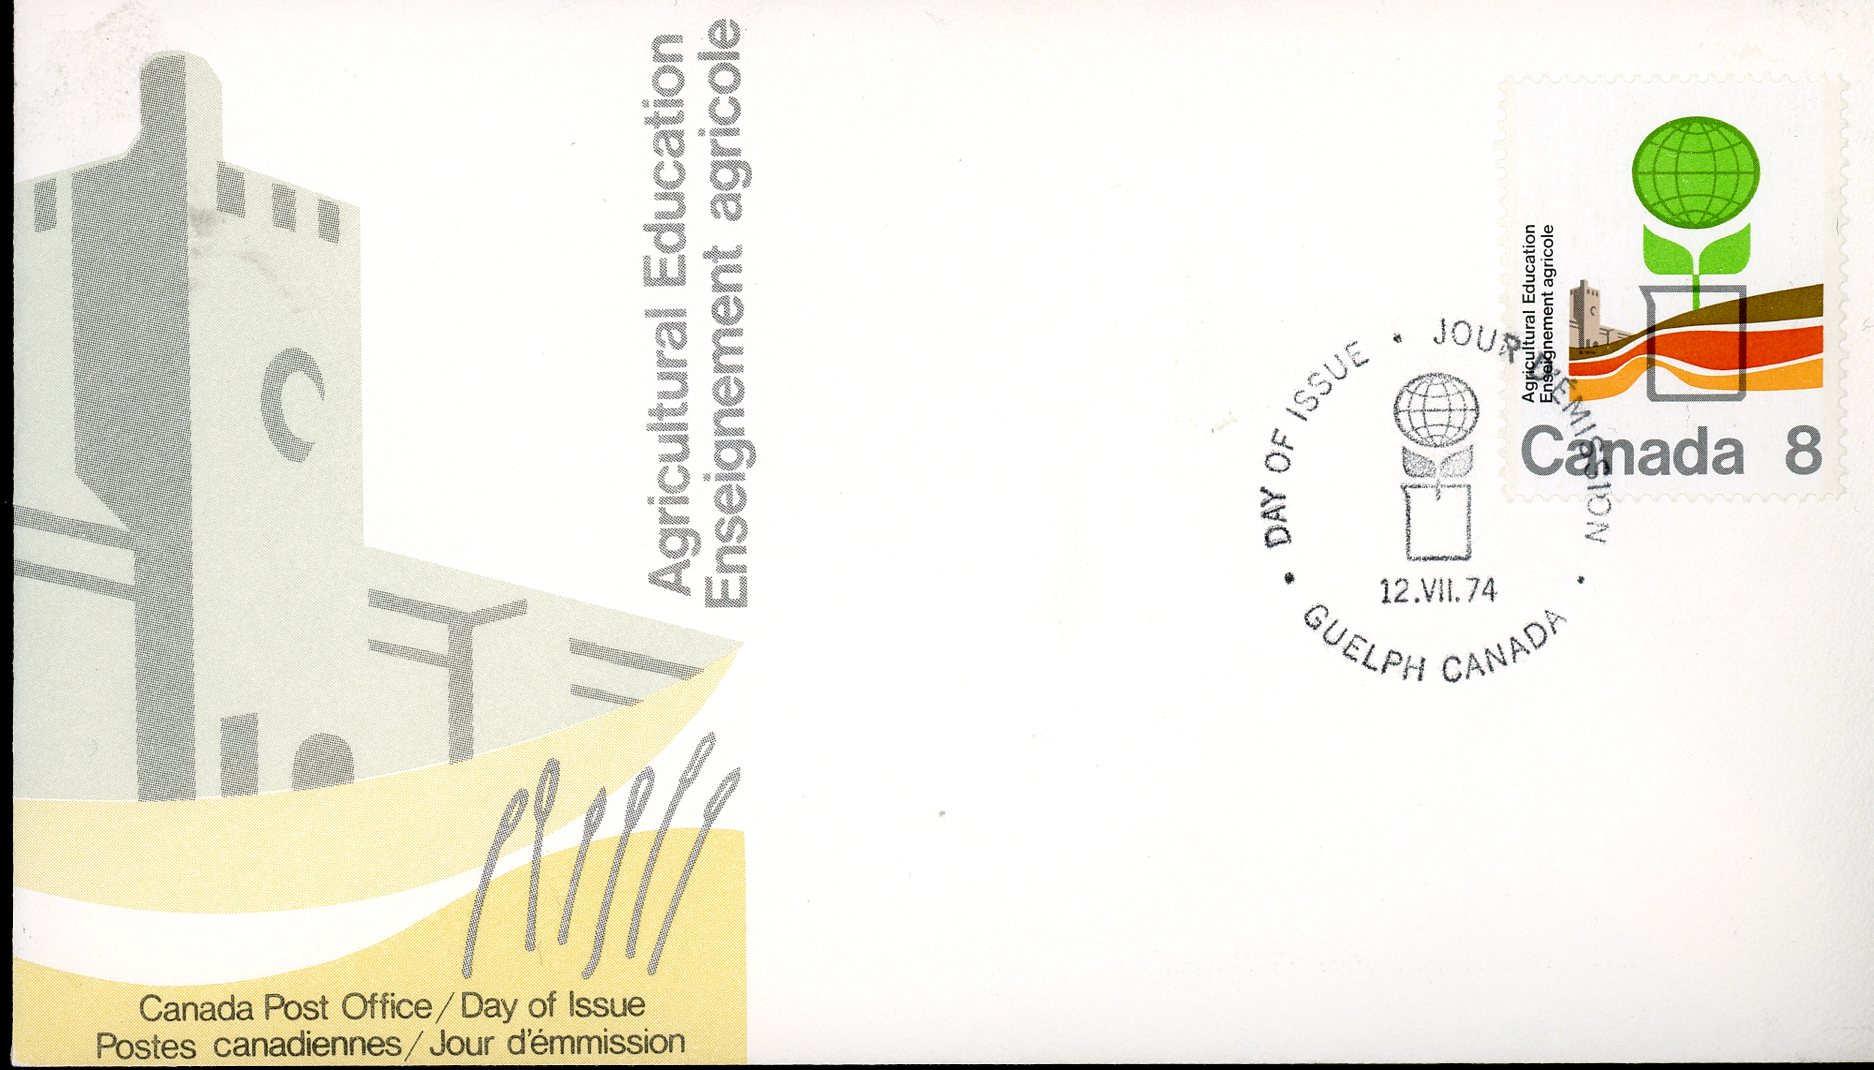 Agricultural Education
Enseignement agricole
Agricultural Education
Enseignement agricole
Canada 8
DAY OF ISSUE • JOUR D'ÉMISSION
12.VII.74
• GUELPH CANADA •
Canada Post Office / Day of Issue
Postes canadiennes / Jour d'émmission